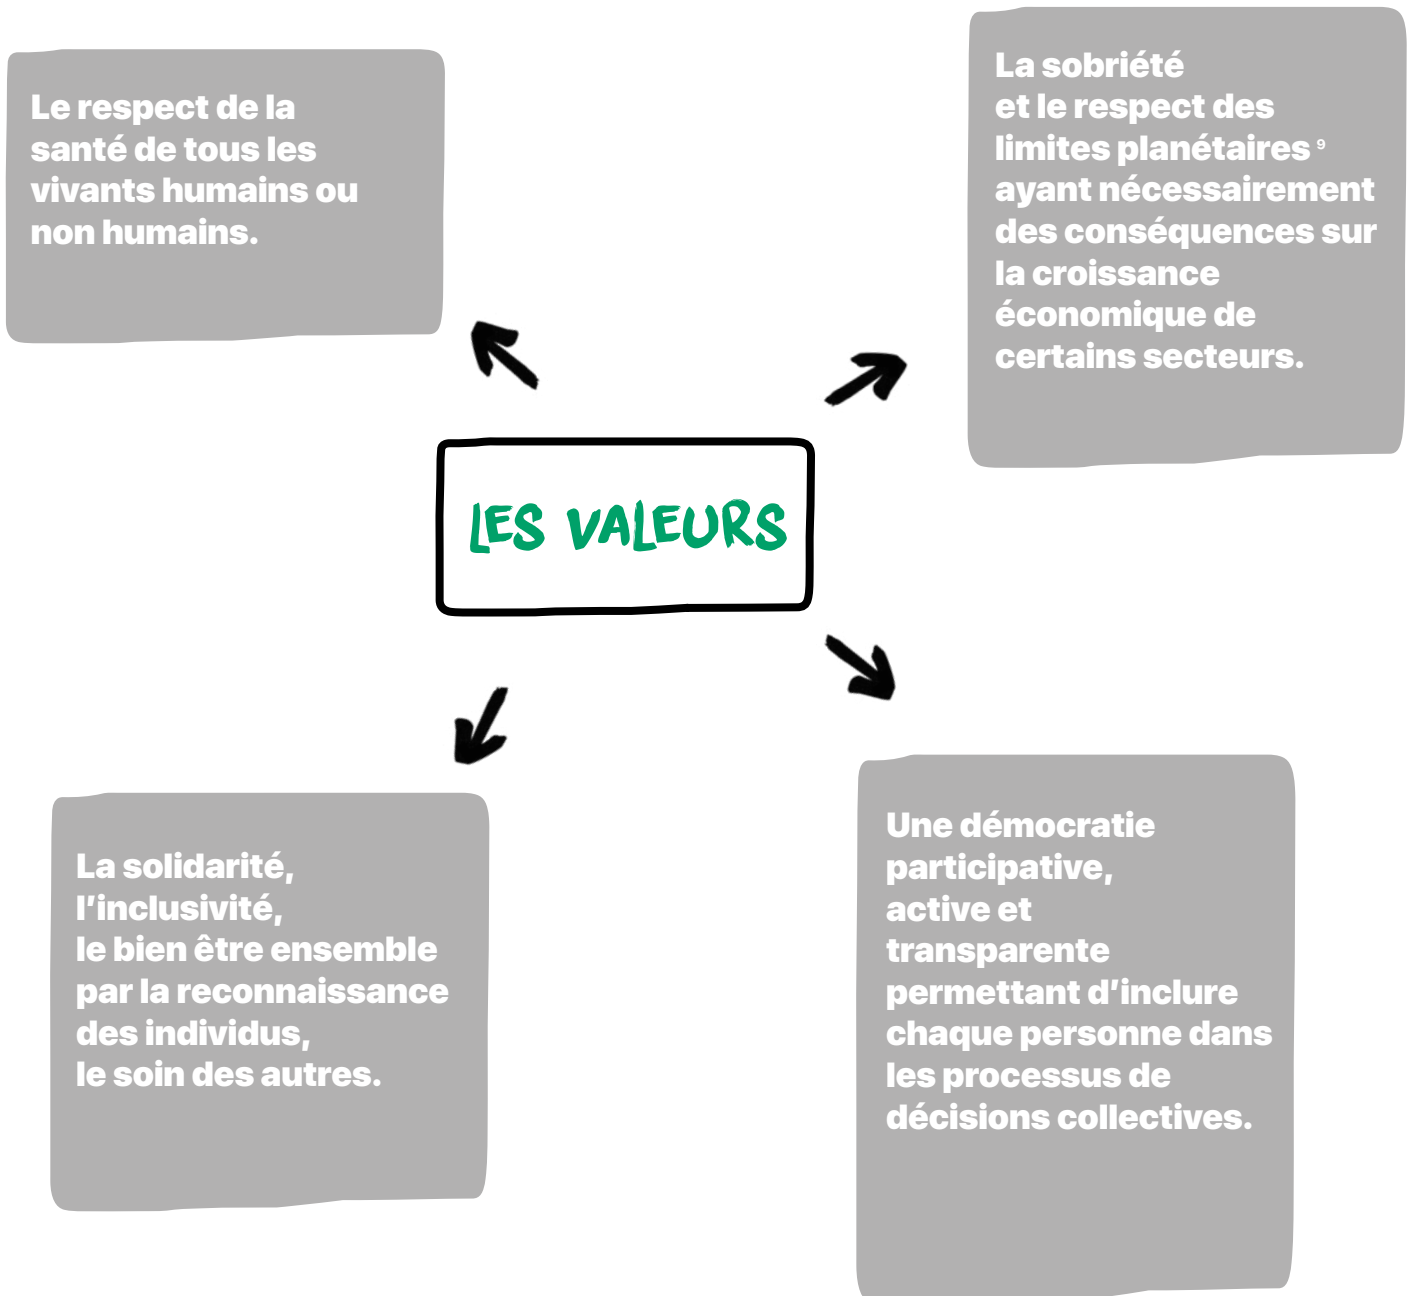 Le respect de la
santé de tous les
vivants humains ou
non humains.
La sobriété
et le respect des
limites planétaires ⁹
ayant nécessairement
des conséquences sur
la croissance
économique de
certains secteurs.
LES VALEURS
La solidarité,
l’inclusivité,
le bien être ensemble
par la reconnaissance
des individus,
le soin des autres.
Une démocratie
participative,
active et
transparente
permettant d’inclure
chaque personne dans
les processus de
décisions collectives.